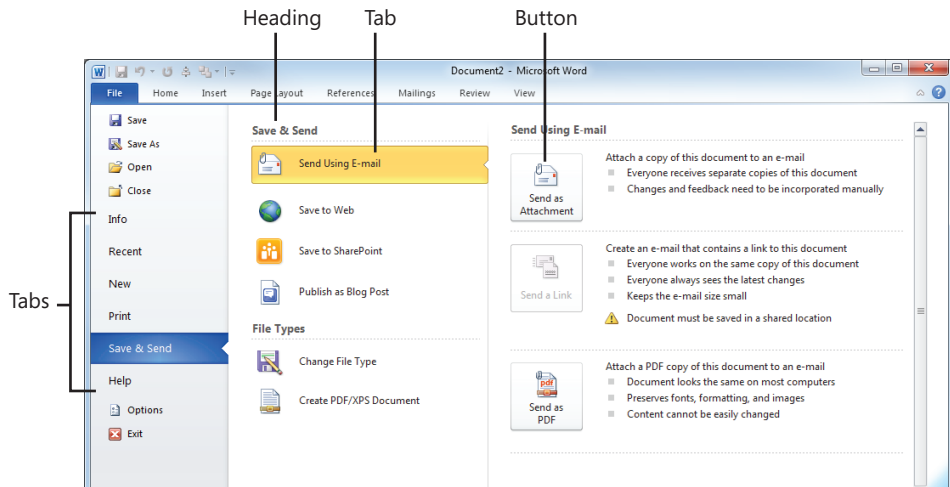 Heading Tab Button
Document2 - Microsoft Word
File Home Insert Page Layout References Mailings Review View
Save
Save As
Open
Close
Tabs
Info
Recent
New
Print
Save & Send
Help
Options
Exit
Save & Send
Send Using E-mail
Save to Web
Save to SharePoint
Publish as Blog Post
File Types
Change File Type
Create PDF/XPS Document
Send Using E-mail
Send as
Attachment
Attach a copy of this document to an e-mail
Everyone receives separate copies of this document
Changes and feedback need to be incorporated manually
Send a Link
Create an e-mail that contains a link to this document
Everyone works on the same copy of this document
Everyone always sees the latest changes
Keeps the e-mail size small
Document must be saved in a shared location
pdf
Send as
PDF
Attach a PDF copy of this document to an e-mail
Document looks the same on most computers
Preserves fonts, formatting, and images
Content cannot be easily changed